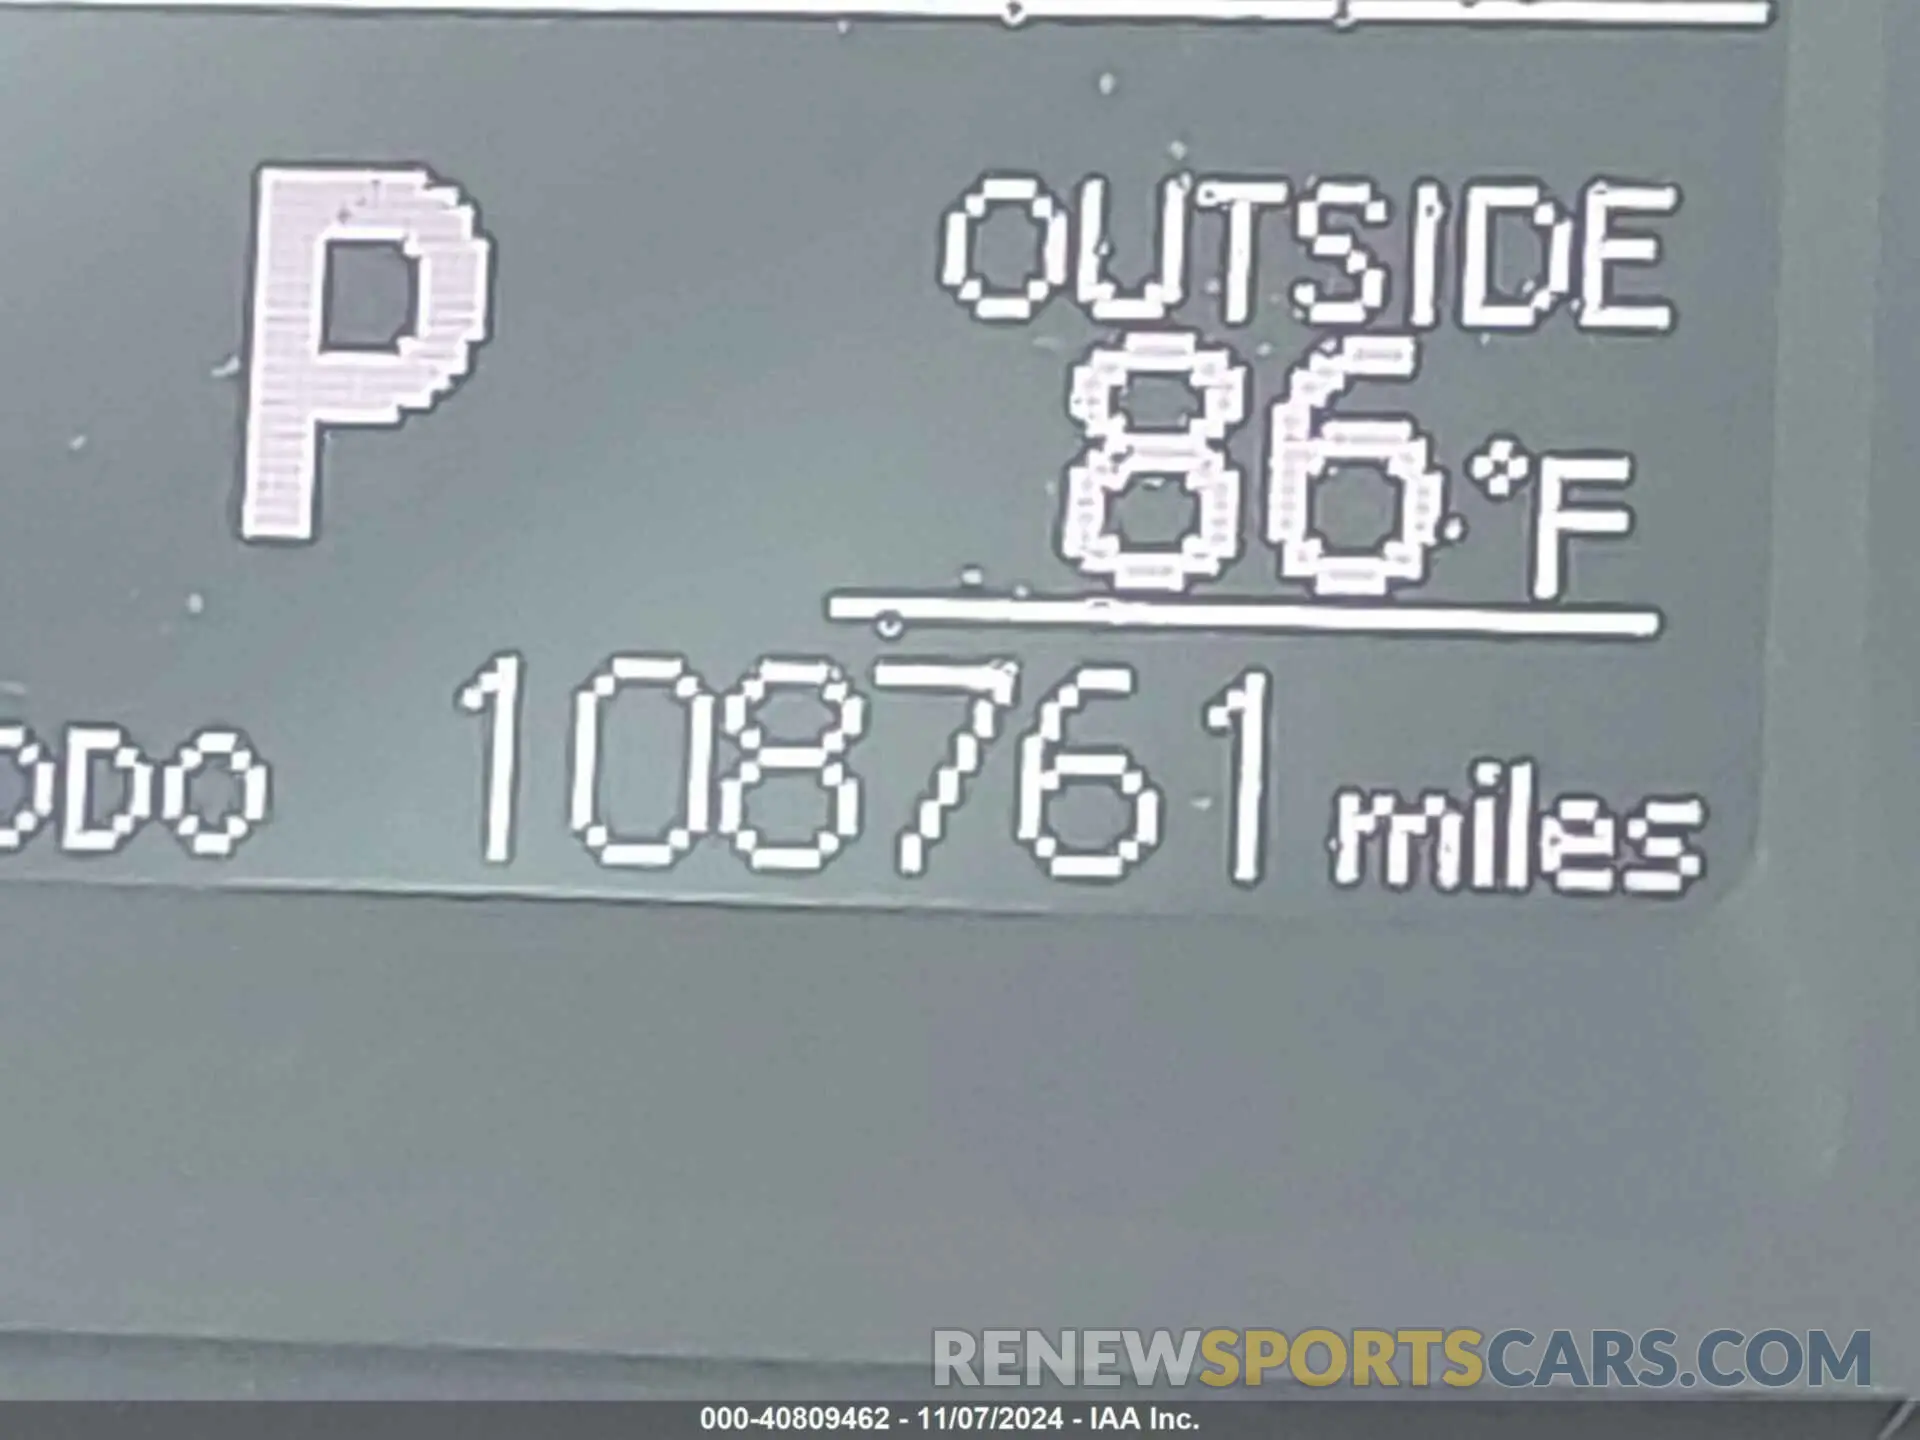 P
OUTSIDE
86°F
ODO 108761 miles
RENEWSPORTSCARS.COM
000-40809462 - 11/07/2024 - IAA Inc.